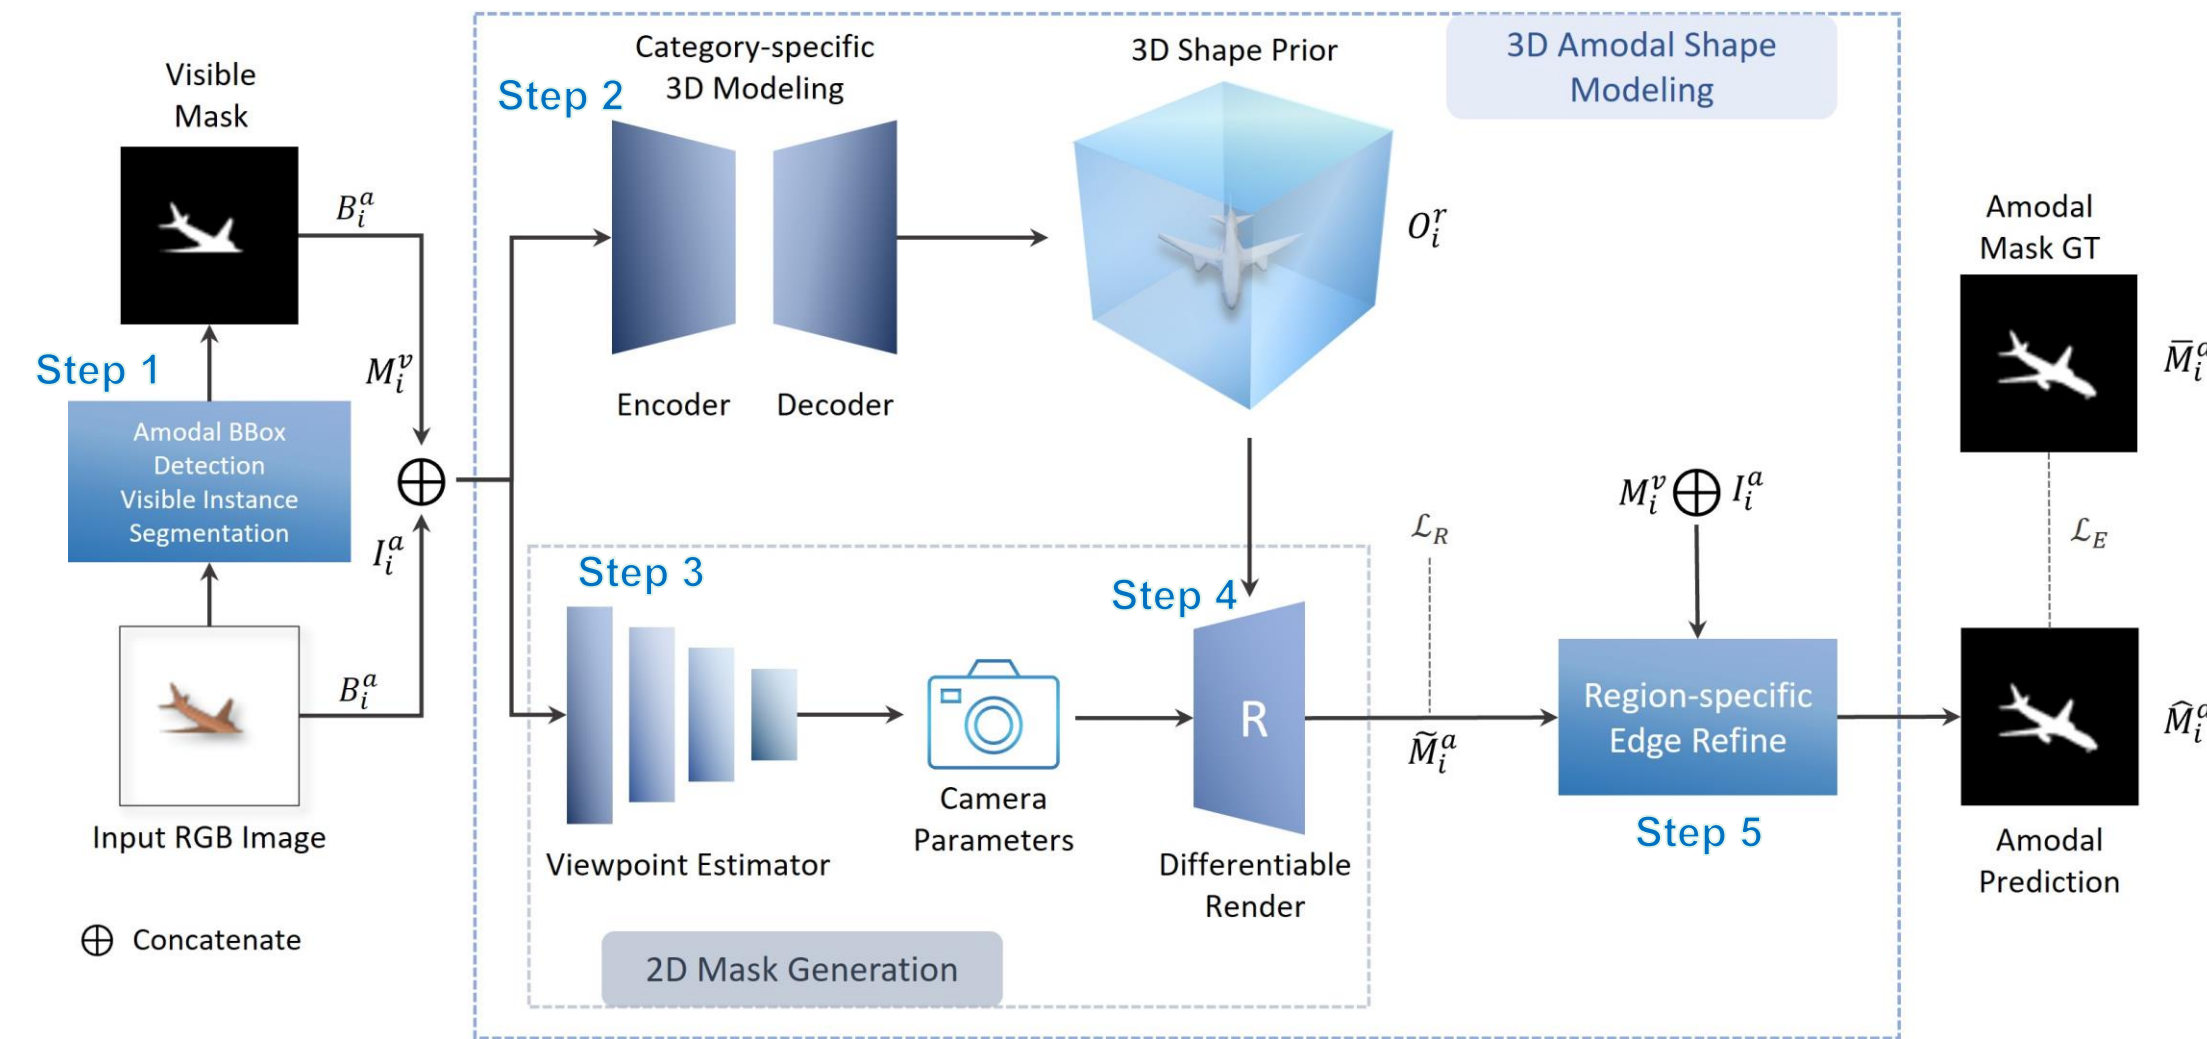 Visible
Mask
Step 1
Amodal BBox
Detection
Visible Instance
Segmentation
Input RGB Image
⊕ Concatenate
B_i^a
M_i^v
⊕
I_i^a
B_i^a
Step 2
Category-specific
3D Modeling
Encoder
Decoder
3D Shape Prior
O_i^r
3D Amodal Shape
Modeling
Step 3
Viewpoint Estimator
Camera
Parameters
Step 4
R
Differentiable
Render
2D Mask Generation
ℒ_R
M̃_i^a
M_i^v ⊕ I_i^a
Region-specific
Edge Refine
Step 5
Amodal
Mask GT
M̄_i^a
ℒ_E
M̂_i^a
Amodal
Prediction